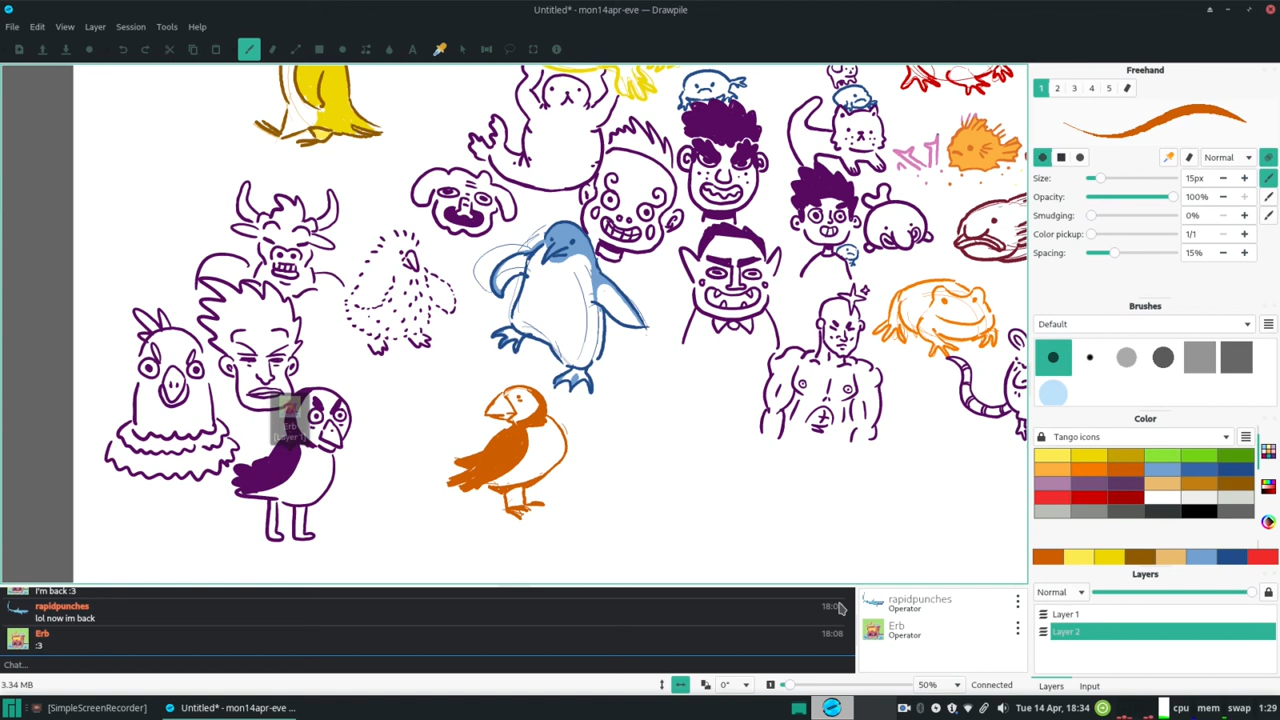 Untitled* - mon14apr-eve — Drawpile
File Edit View Layer Session Tools Help
Freehand
1 2 3 4 5
Normal
Size: 15px
Opacity: 100%
Smudging: 0%
Color pickup: 1/1
Spacing: 15%
Brushes
Default
Color
Tango icons
Erb
[Layer 1]
Layers
Normal
Layer 1
Layer 2
I'm back :3
rapidpunches
lol now im back
Erb 18:08
:3
rapidpunches
Operator
Erb
Operator
Chat...
3.34 MB 0° 50% Connected
Layers Input
[SimpleScreenRecorder] Untitled* - mon14apr-eve ... Tue 14 Apr, 18:34 cpu mem swap 1:29